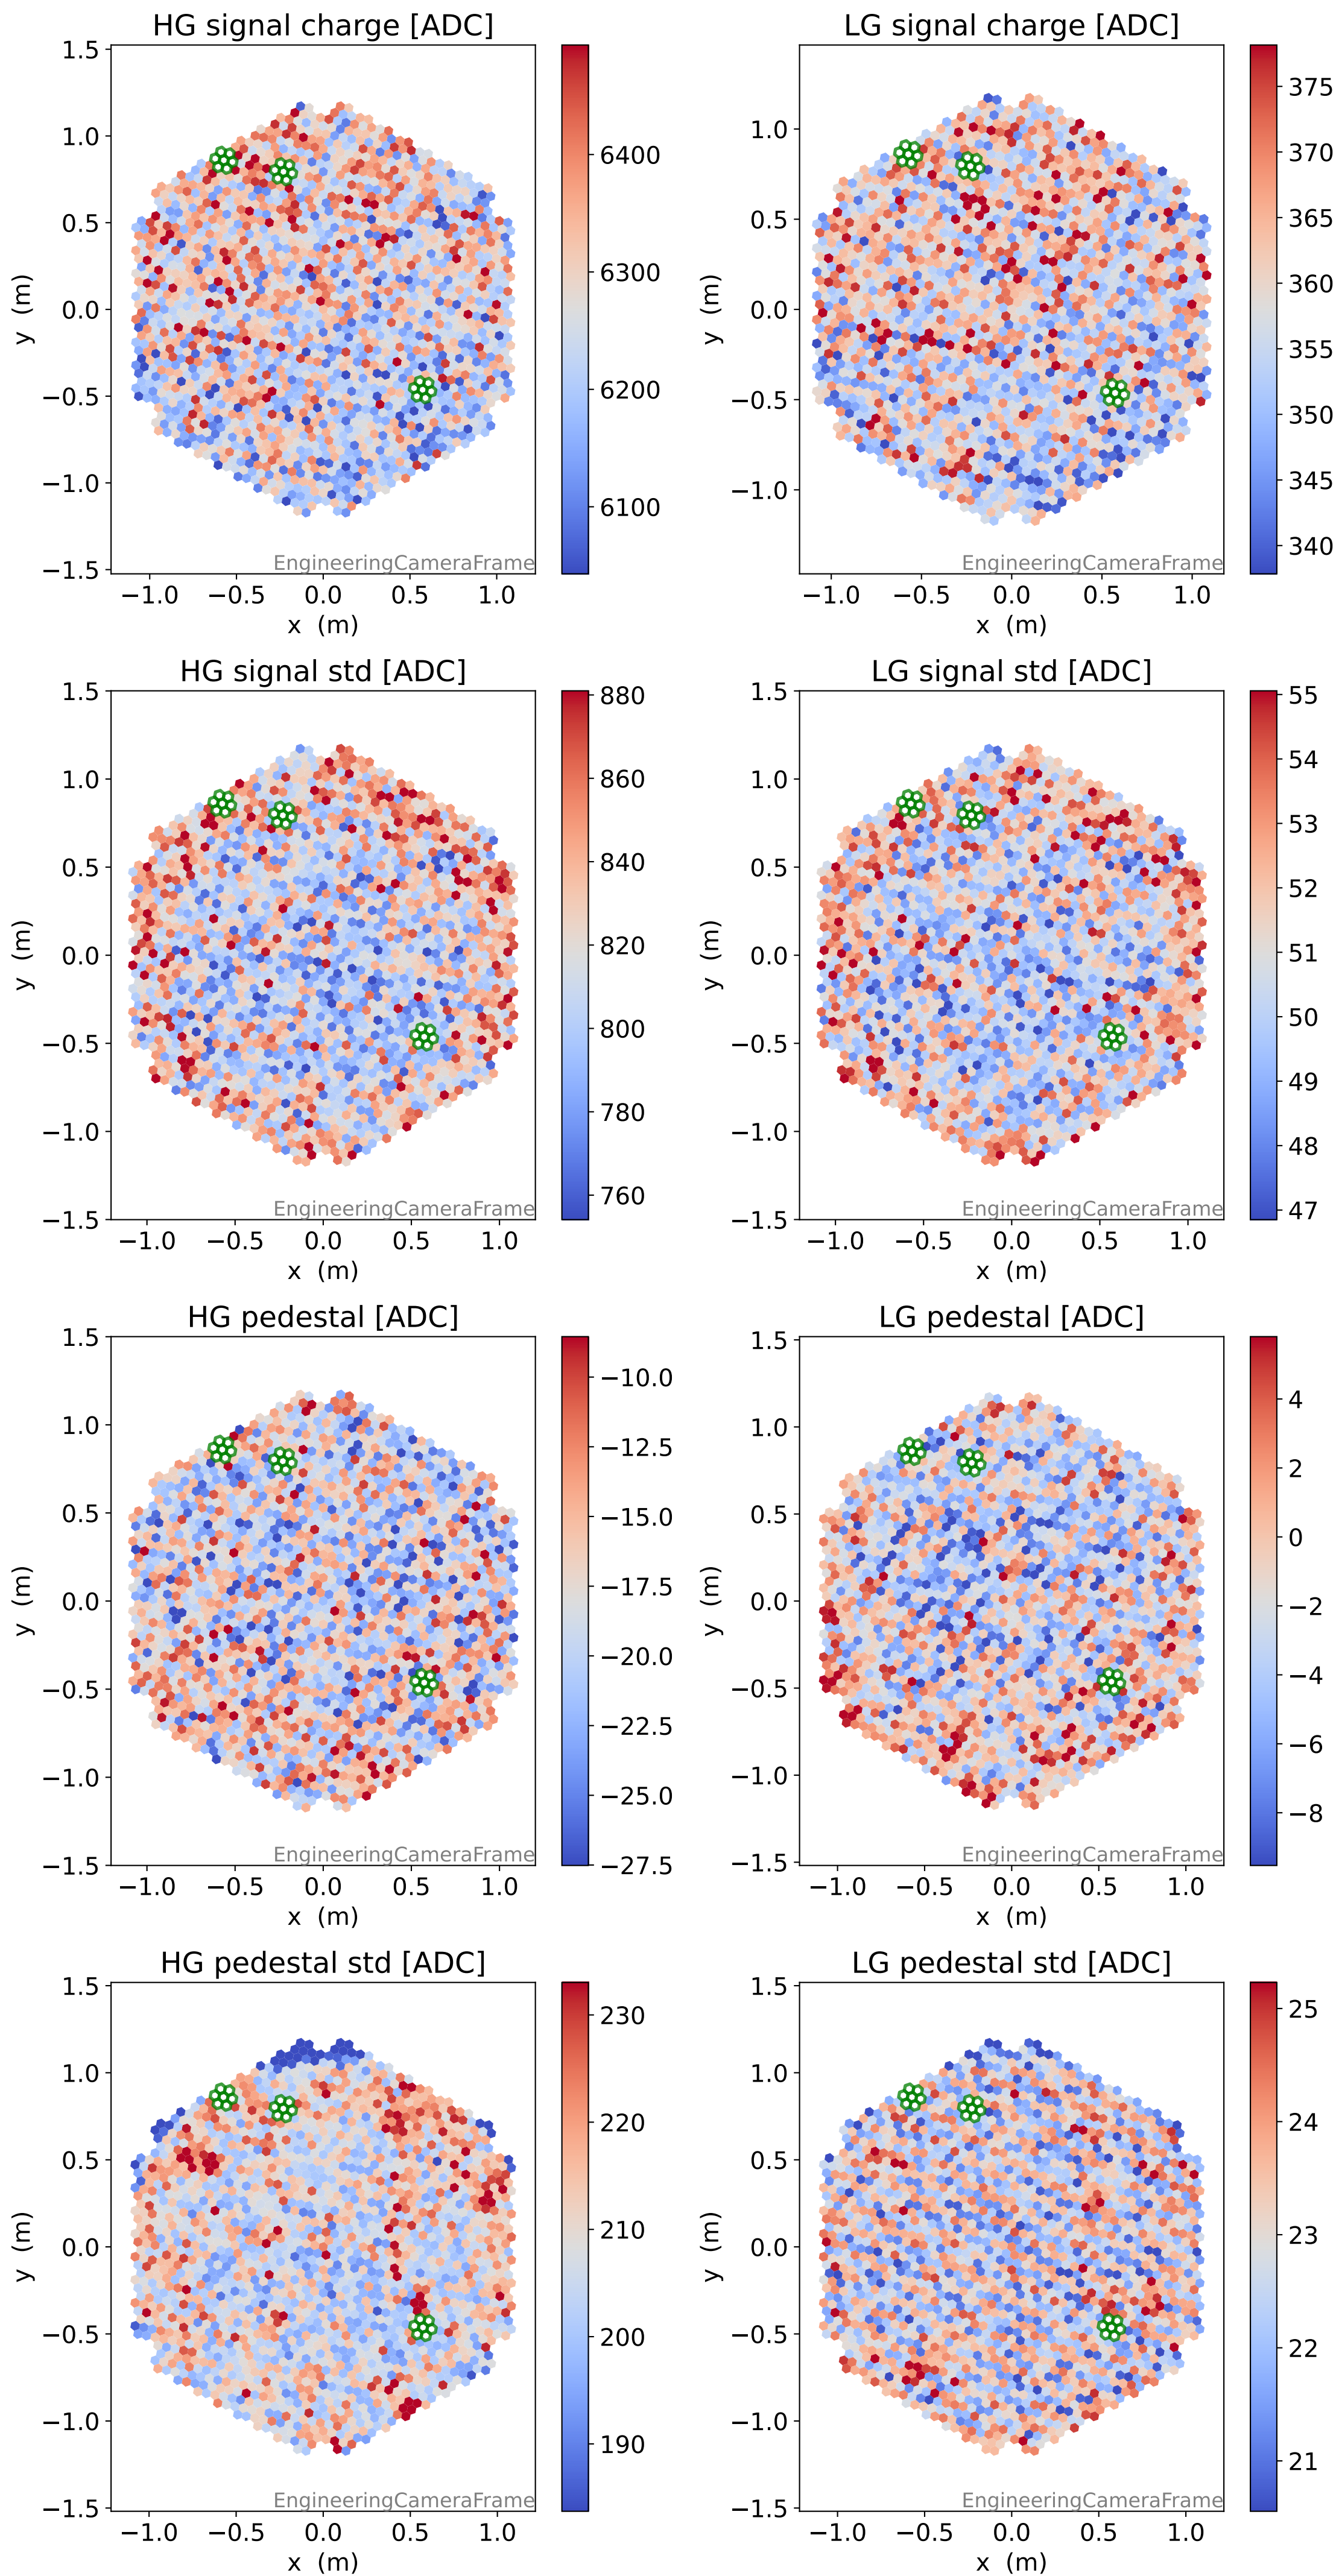 HG signal charge [ADC]
LG signal charge [ADC]
1.5
1.0
0.5
0.0
−0.5
−1.0
−1.5
y (m)
EngineeringCameraFrame
−1.0 −0.5 0.0 0.5 1.0
x (m)
6400
6300
6200
6100
1.0
0.5
0.0
−0.5
−1.0
y (m)
EngineeringCameraFrame
−1.0 −0.5 0.0 0.5 1.0
x (m)
375
370
365
360
355
350
345
340
HG signal std [ADC]
LG signal std [ADC]
1.5
1.0
0.5
0.0
−0.5
−1.0
−1.5
y (m)
EngineeringCameraFrame
−1.0 −0.5 0.0 0.5 1.0
x (m)
880
860
840
820
800
780
760
1.5
1.0
0.5
0.0
−0.5
−1.0
−1.5
y (m)
EngineeringCameraFrame
−1.0 −0.5 0.0 0.5 1.0
x (m)
55
54
53
52
51
50
49
48
47
HG pedestal [ADC]
LG pedestal [ADC]
1.5
1.0
0.5
0.0
−0.5
−1.0
−1.5
y (m)
EngineeringCameraFrame
−1.0 −0.5 0.0 0.5 1.0
x (m)
−10.0
−12.5
−15.0
−17.5
−20.0
−22.5
−25.0
−27.5
1.5
1.0
0.5
0.0
−0.5
−1.0
−1.5
y (m)
EngineeringCameraFrame
−1.0 −0.5 0.0 0.5 1.0
x (m)
4
2
0
−2
−4
−6
−8
HG pedestal std [ADC]
LG pedestal std [ADC]
1.5
1.0
0.5
0.0
−0.5
−1.0
−1.5
y (m)
EngineeringCameraFrame
−1.0 −0.5 0.0 0.5 1.0
x (m)
230
220
210
200
190
1.5
1.0
0.5
0.0
−0.5
−1.0
−1.5
y (m)
EngineeringCameraFrame
−1.0 −0.5 0.0 0.5 1.0
x (m)
25
24
23
22
21